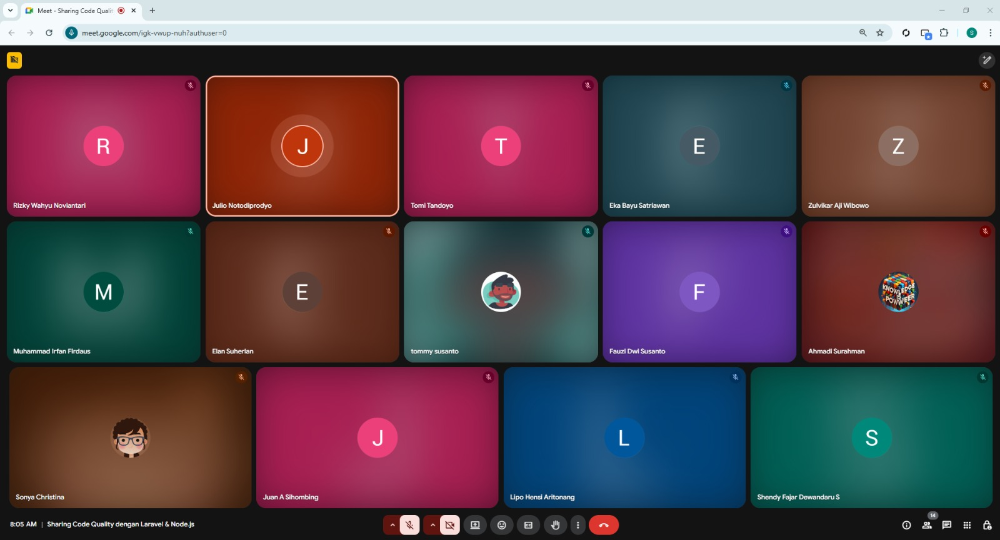 Meet - Sharing Code Qualit
meet.google.com/igk-vwup-nuh?authuser=0
S
R
Rizky Wahyu Noviantari
J
Julio Notodiprodyo
T
Tomi Tandoyo
E
Eka Bayu Satriawan
Z
Zulvikar Aji Wibowo
M
Muhammad Irfan Firdaus
E
Elan Suherlan
tommy susanto
F
Fauzi Dwi Susanto
KNOWLEDGE
IS
POWWEER
Ahmadi Surahman
Sonya Christina
J
Juan A Sihombing
L
Lipo Hensi Aritonang
S
Shendy Fajar Dewandaru S
8:05 AM | Sharing Code Quality dengan Laravel & Node.js
14